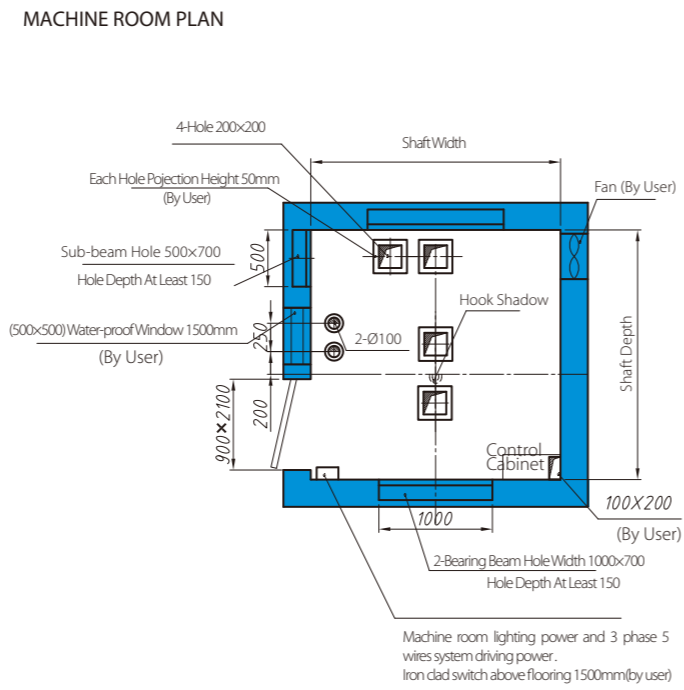 MACHINE ROOM PLAN
4-Hole 200×200
Shaft Width
Each Hole Pojection Height 50mm
(By User)
Fan (By User)
Sub-beam Hole 500×700
Hole Depth At Least 150
500
Hook Shadow
(500×500) Water-proof Window 1500mm
(By User)
250
2-Ø100
Shaft Depth
900×2100
200
Control
Cabinet
100X200
(By User)
1000
2-Bearing Beam Hole Width 1000×700
Hole Depth At Least 150
Machine room lighting power and 3 phase 5
wires system driving power.
Iron clad switch above flooring 1500mm(by user)